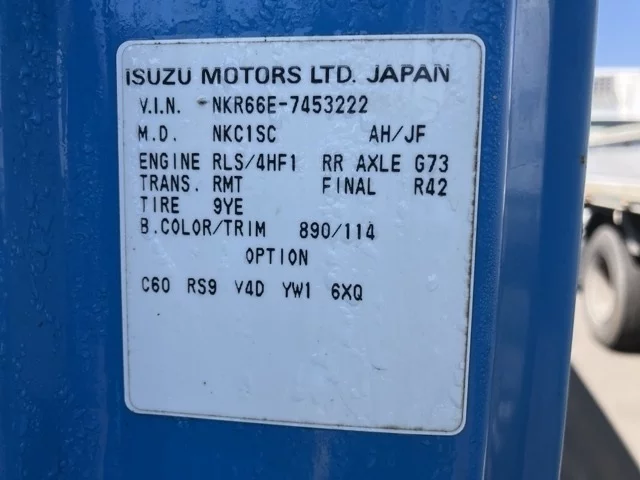 ISUZU MOTORS LTD. JAPAN
V.I.N. NKR66E-7453222
M.D. NKC1SC AH/JF
ENGINE RLS/4HF1 RR AXLE G73
TRANS. RMT FINAL R42
TIRE 9YE
B.COLOR/TRIM 890/114
OPTION
C60 RS9 V4D YW1 6XQ